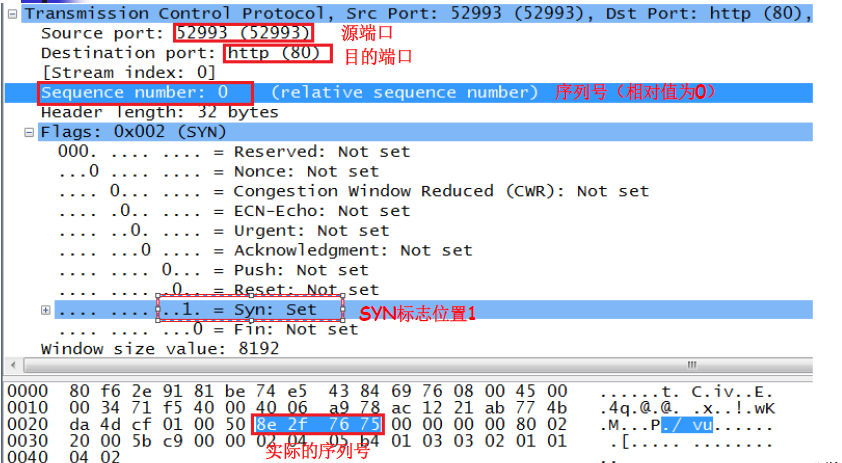 Transmission Control Protocol, Src Port: 52993 (52993), Dst Port: http (80),
Source port: 52993 (52993) 源端口
Destination port: http (80) 目的端口
[Stream index: 0]
Sequence number: 0 (relative sequence number) 序列号（相对值为0）
Header length: 32 bytes
Flags: 0x002 (SYN)
000. .... .... = Reserved: Not set
...0 .... .... = Nonce: Not set
.... 0... .... = Congestion Window Reduced (CWR): Not set
.... .0.. .... = ECN-Echo: Not set
.... ..0. .... = Urgent: Not set
.... ...0 .... = Acknowledgment: Not set
.... .... 0... = Push: Not set
.... .... .0.. = Reset: Not set
.... .... ..1. = Syn: Set SYN标志位置1
.... .... ...0 = Fin: Not set
Window size value: 8192
0000 80 f6 2e 91 81 be 74 e5 43 84 69 76 08 00 45 00 ......t. C.iv..E.
0010 00 34 71 f5 40 00 40 06 a9 78 ac 12 21 ab 77 4b .4q.@.@. .x..!.wK
0020 da 4d cf 01 00 50 8e 2f 76 75 00 00 00 00 80 02 .M...P./ vu......
0030 20 00 5b c9 00 00 02 04 05 b4 01 03 03 02 01 01 .[..... ........
0040 04 02 ..
实际的序列号